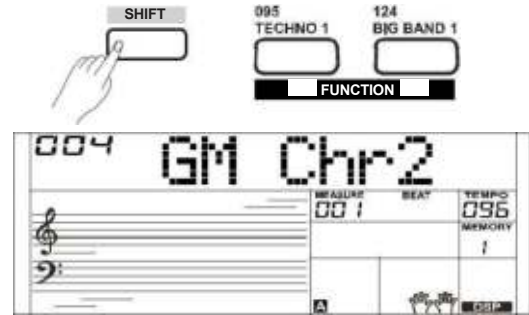 SHIFT
095 124
TECHNO 1 BIG BAND 1
FUNCTION
004 GM Chr2
MEASURE BEAT TEMPO
001 096
MEMORY
1
A DSP